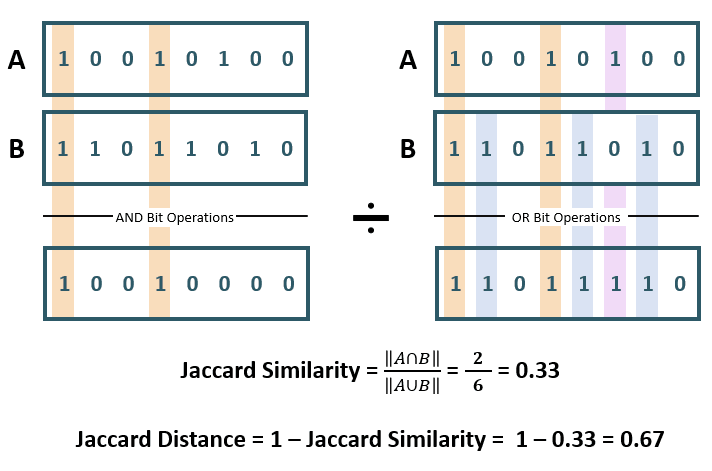 A 1 0 0 1 0 1 0 0
B 1 1 0 1 1 0 1 0
AND Bit Operations
1 0 0 1 0 0 0 0
÷
A 1 0 0 1 0 1 0 0
B 1 1 0 1 1 0 1 0
OR Bit Operations
1 1 0 1 1 1 1 0
Jaccard Similarity = ‖A∩B‖ / ‖A∪B‖ = 2 / 6 = 0.33
Jaccard Distance = 1 – Jaccard Similarity = 1 – 0.33 = 0.67